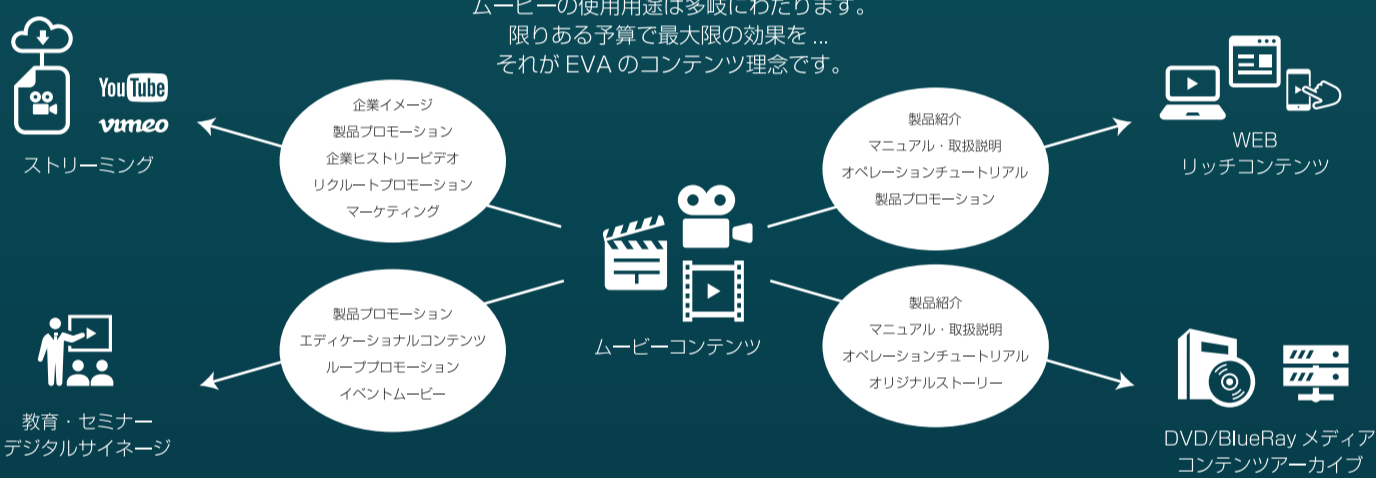 ムービーの使用用途は多岐にわたります。
限りある予算で最大限の効果を...
それが EVA のコンテンツ理念です。
YouTube
vimeo
ストリーミング
企業イメージ
製品プロモーション
企業ヒストリービデオ
リクルートプロモーション
マーケティング
製品紹介
マニュアル・取扱説明
オペレーションチュートリアル
製品プロモーション
WEB
リッチコンテンツ
ムービーコンテンツ
教育・セミナー
デジタルサイネージ
製品プロモーション
エディケーショナルコンテンツ
ループプロモーション
イベントムービー
製品紹介
マニュアル・取扱説明
オペレーションチュートリアル
オリジナルストーリー
DVD/BlueRay メディア
コンテンツアーカイブ